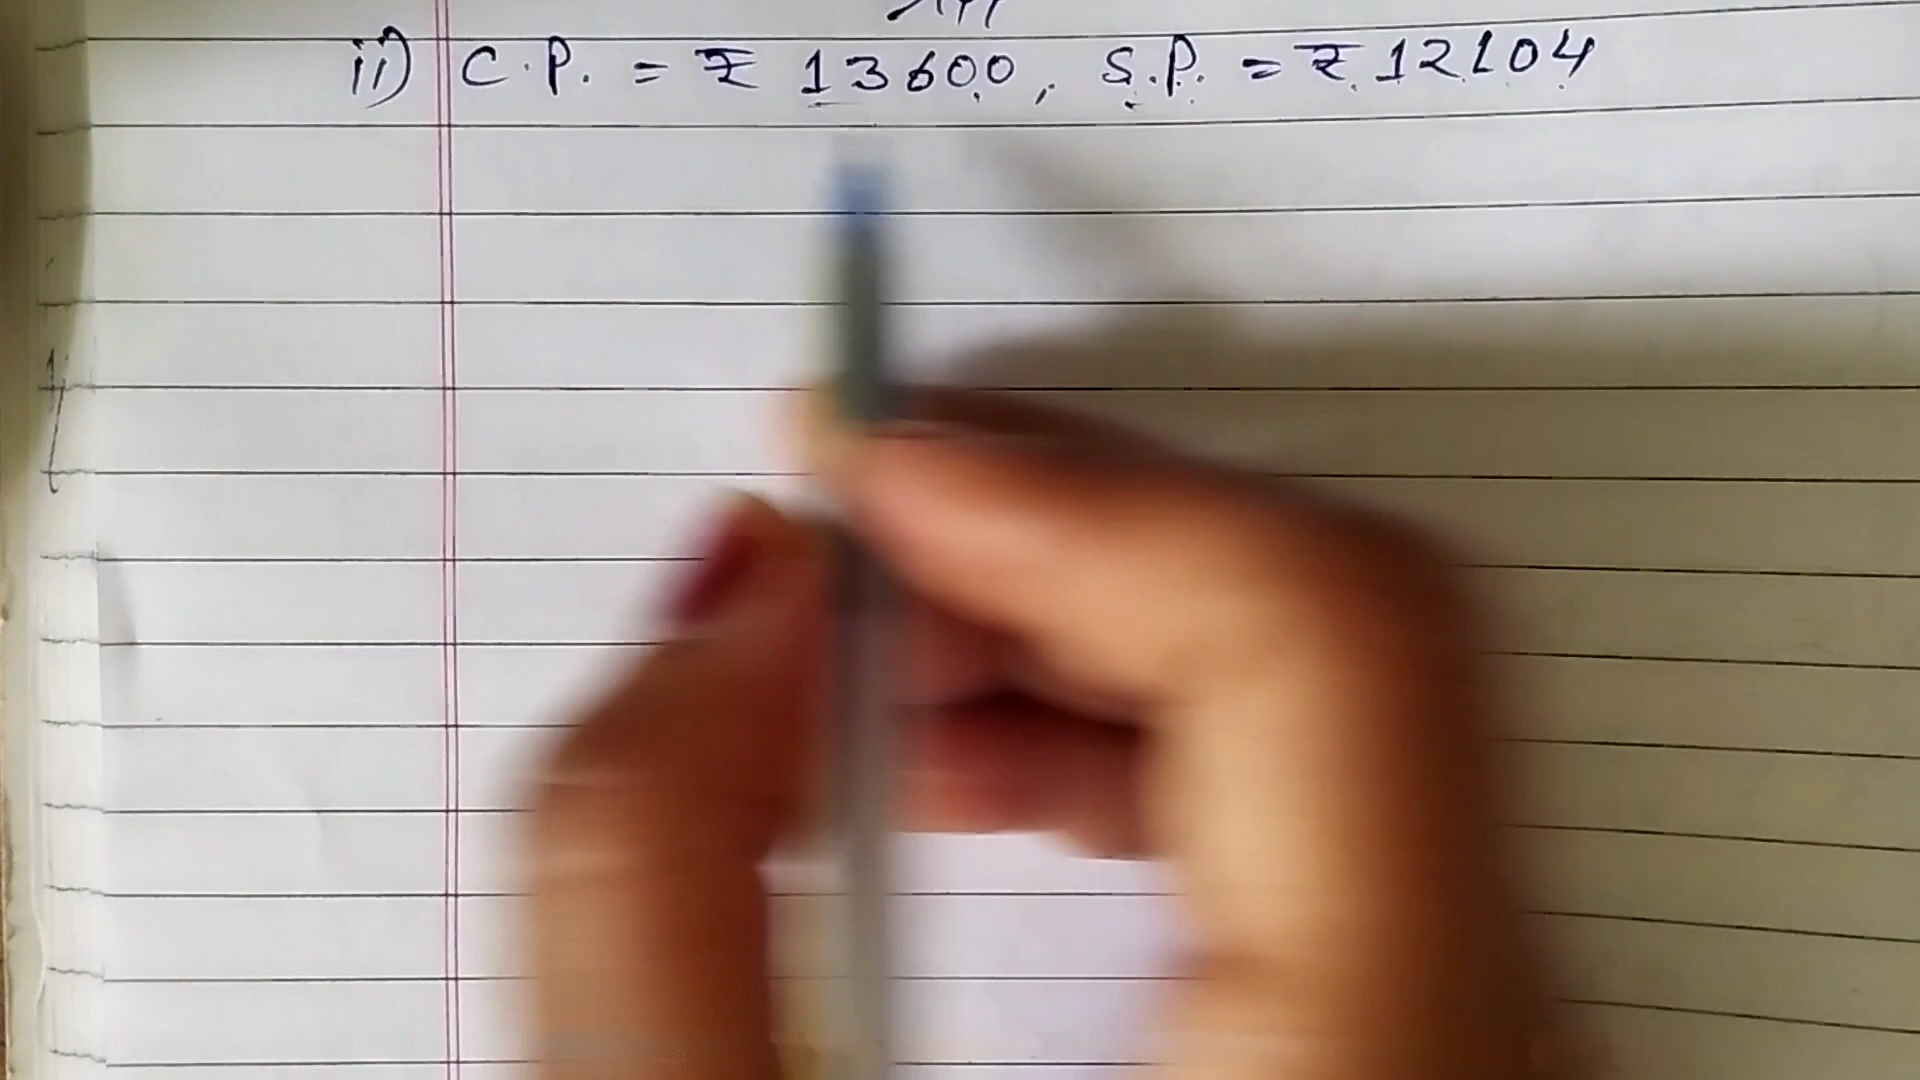 ii) C.P. = ₹ 13600, S.P. = ₹ 12104